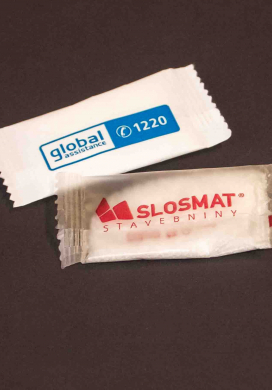 global
assistance
✆ 1220
SLOSMAT®
STAVEBNINY